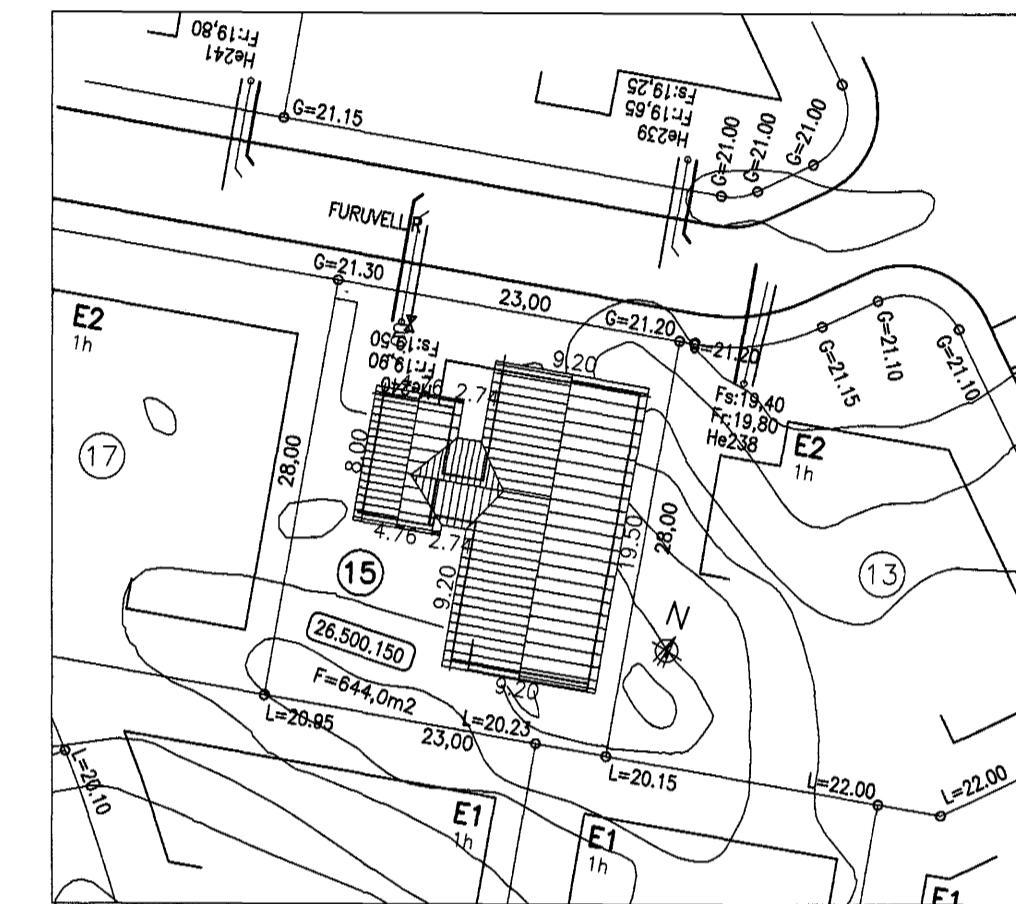 Fr:19,80
He241
G=21.15
Fs:19,25
Fr:19,65
He239
G=21.00
G=21.00
G=21.00
FURUVELLIR
G=21.30
23,00
G=21.20
G=21.20
G=21.15
G=21.10
G=21.10
E2
1h
Fs:19,50
Fr:19,90
He240
2.74
9.20
Fs:19,40
Fr:19,80
He238
E2
1h
17
28,00
8.00
4.76
2.74
19.50
28,00
13
15
9.20
N
26.500.150
F=644,0m2
9.20
L=20.95
23,00
L=20.23
L=20.15
L=22.00
L=22.00
L=20.10
E1
1h
E1
1h
E1